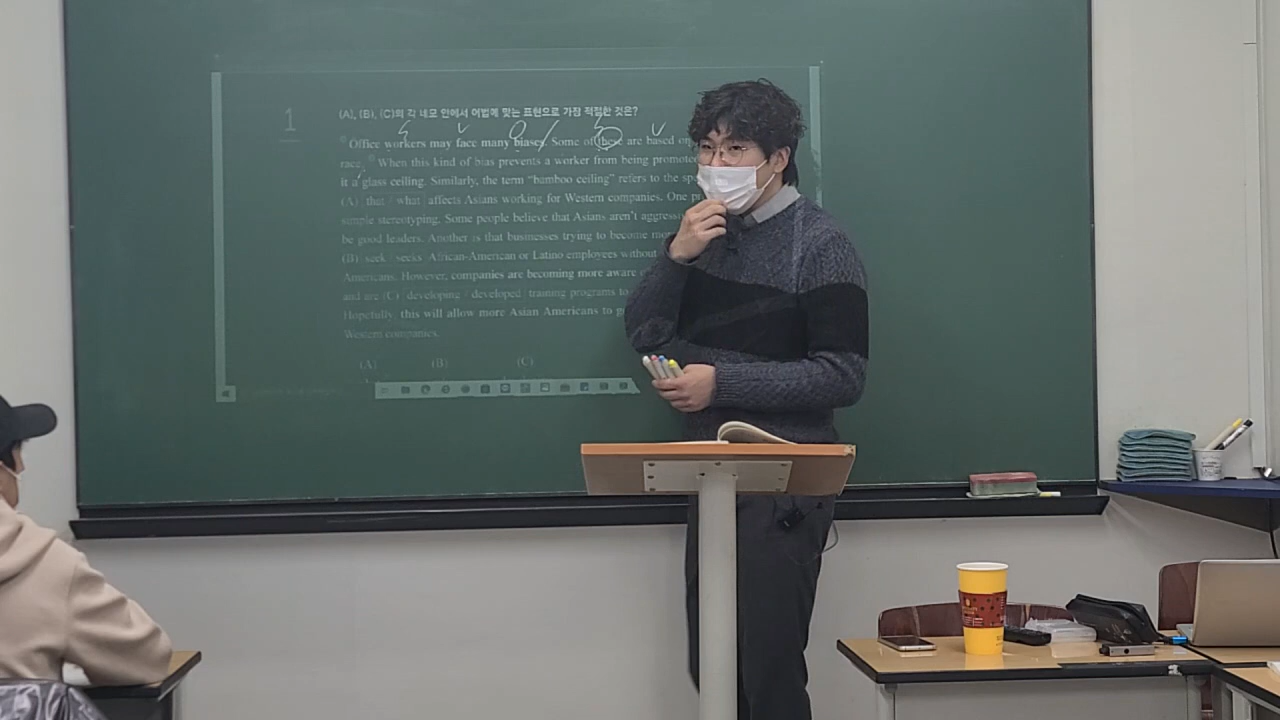 1
(A), (B), (C)의 각 네모 안에서 어법에 맞는 표현으로 가장 적절한 것은?
Office workers may face many biases. Some of these are based on
race. When this kind of bias prevents a worker from being promoted
it a glass ceiling. Similarly, the term “bamboo ceiling” refers to the
(A) that / what affects Asians working for Western companies. One
simple stereotyping. Some people believe that Asians aren't
be good leaders. Another is that businesses trying to become
(B) seek / seeks African-American or Latino employees without
Americans. However, companies are becoming more aware
and are (C) developing / developed training programs to
Hopefully, this will allow more Asian Americans to
Western companies.
(A) (B) (C)